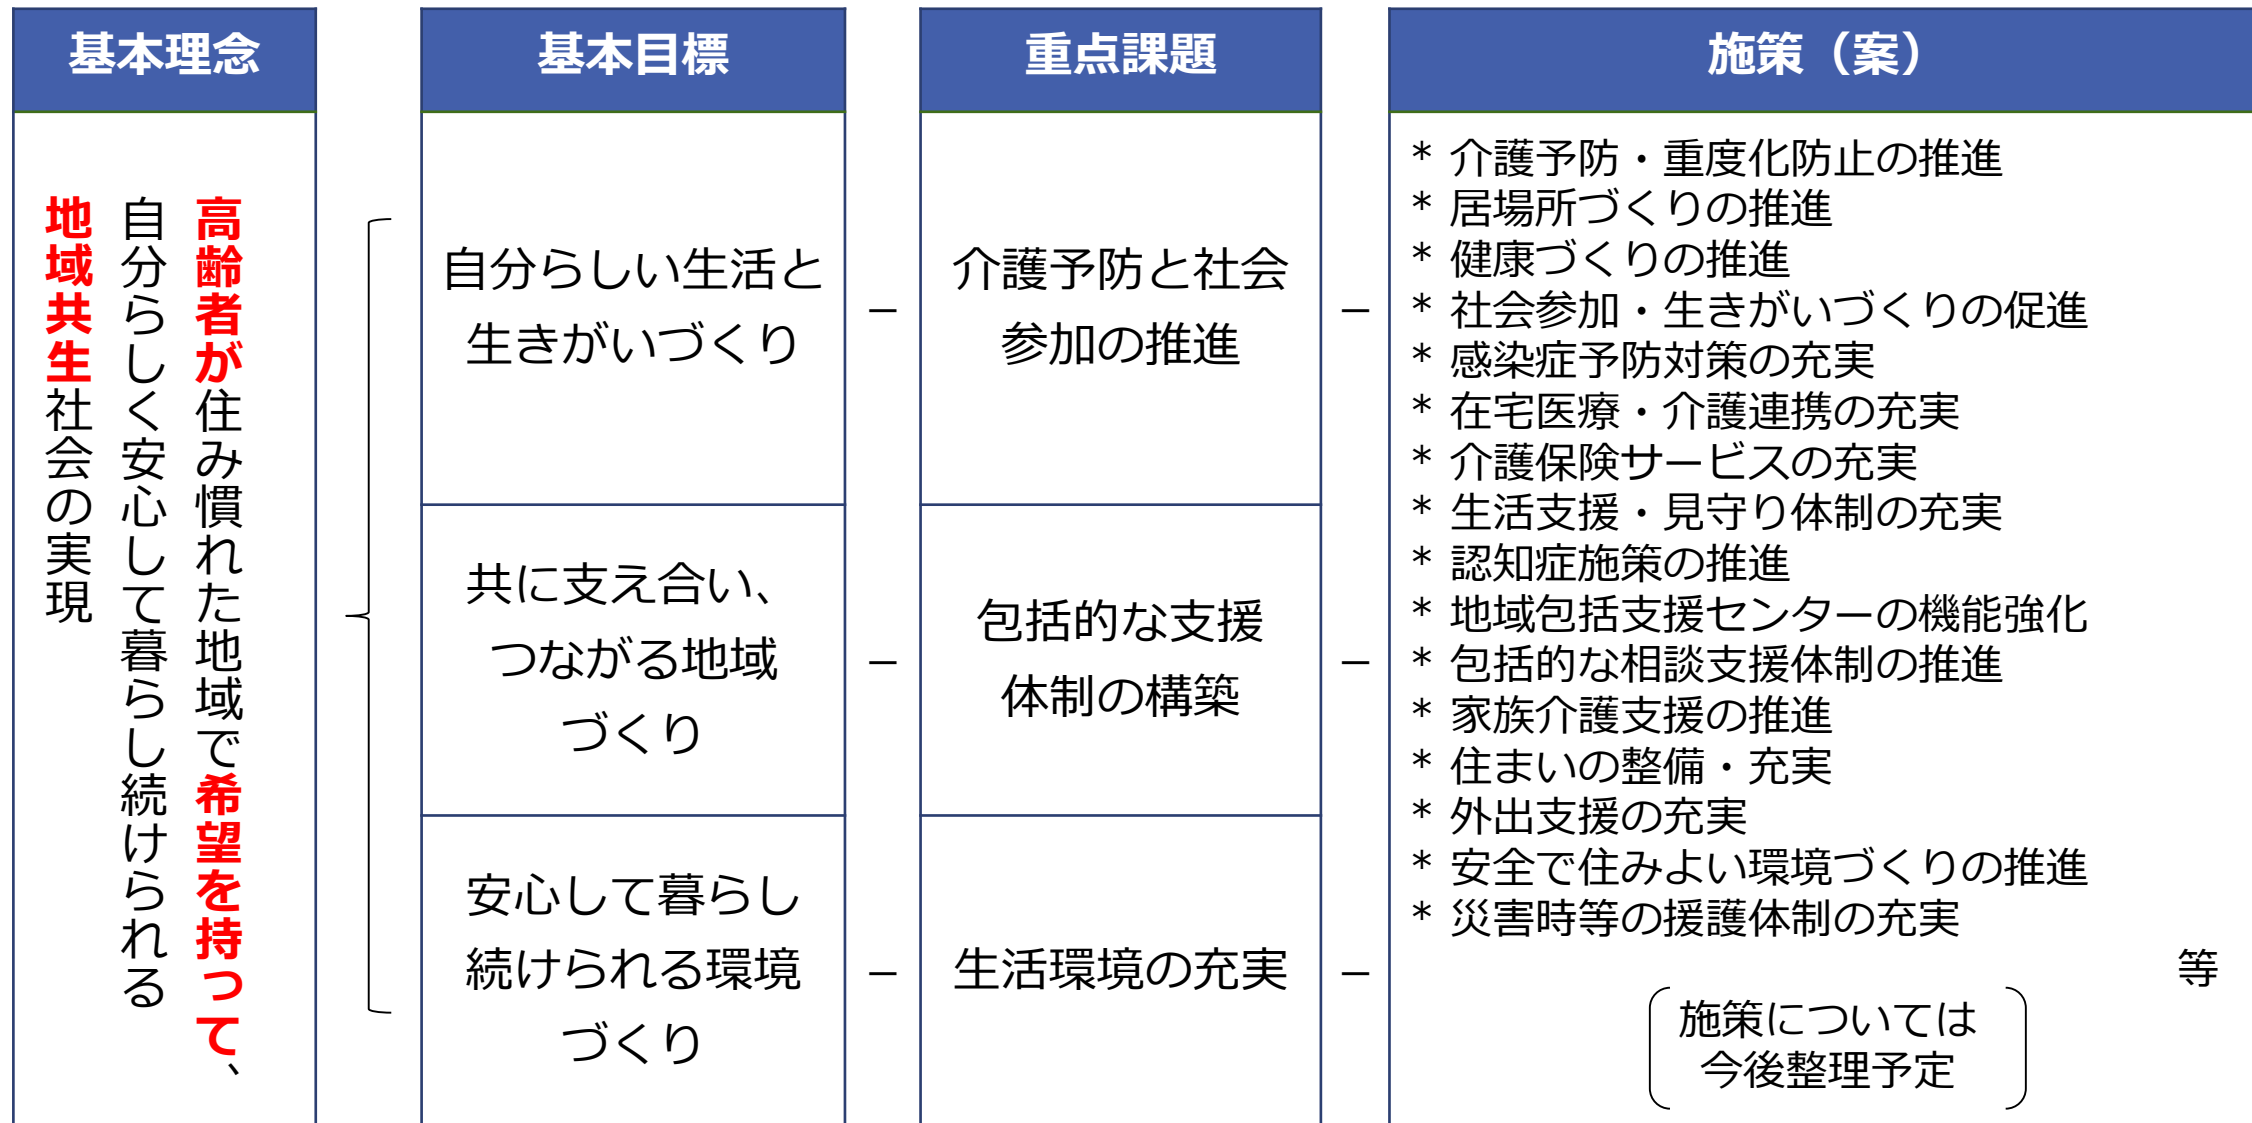 基本理念
高齢者が住み慣れた地域で希望を持って、
自分らしく安心して暮らし続けられる
地域共生社会の実現
基本目標
自分らしい生活と
生きがいづくり
共に支え合い、
つながる地域
づくり
安心して暮らし
続けられる環境
づくり
重点課題
介護予防と社会
参加の推進
包括的な支援
体制の構築
生活環境の充実
施策（案）
* 介護予防・重度化防止の推進
* 居場所づくりの推進
* 健康づくりの推進
* 社会参加・生きがいづくりの促進
* 感染症予防対策の充実
* 在宅医療・介護連携の充実
* 介護保険サービスの充実
* 生活支援・見守り体制の充実
* 認知症施策の推進
* 地域包括支援センターの機能強化
* 包括的な相談支援体制の推進
* 家族介護支援の推進
* 住まいの整備・充実
* 外出支援の充実
* 安全で住みよい環境づくりの推進
* 災害時等の援護体制の充実
等
施策については
今後整理予定